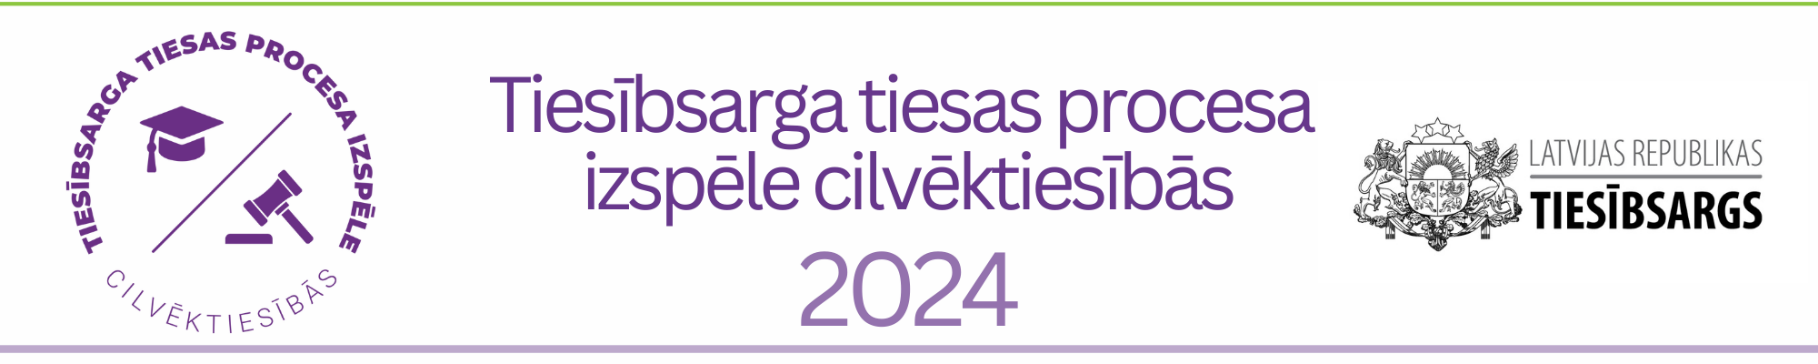 TIESĪBSARGA TIESAS PROCESA IZSPĒLE
CILVĒKTIESĪBĀS
Tiesībsarga tiesas procesa
izspēle cilvēktiesībās
2024
LATVIJAS REPUBLIKAS
TIESĪBSARGS